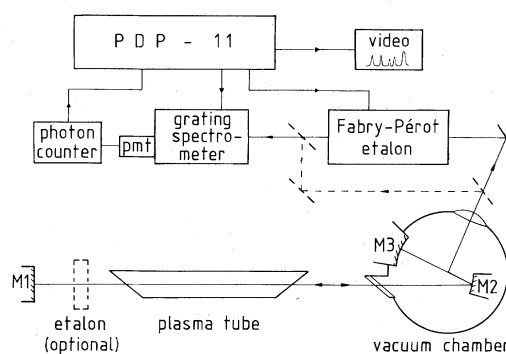 PDP-11
video
photon
counter
pmt
grating
spectro-
meter
Fabry-Pérot
etalon
M1
etalon
(optional)
plasma tube
M3
M2
vacuum chamber